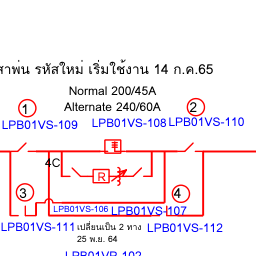 สาพ่น รหัสใหม่ เริ่มใช้งาน 14 ก.ค.65
Normal 200/45A
Alternate 240/60A
1
2
LPB01VS-109
LPB01VS-108
LPB01VS-110
4C
R
3
4
LPB01VS-106
LPB01VS-107
LPB01VS-111
เปลี่ยนเป็น 2 ทาง
25 พ.ย. 64
LPB01VS-112